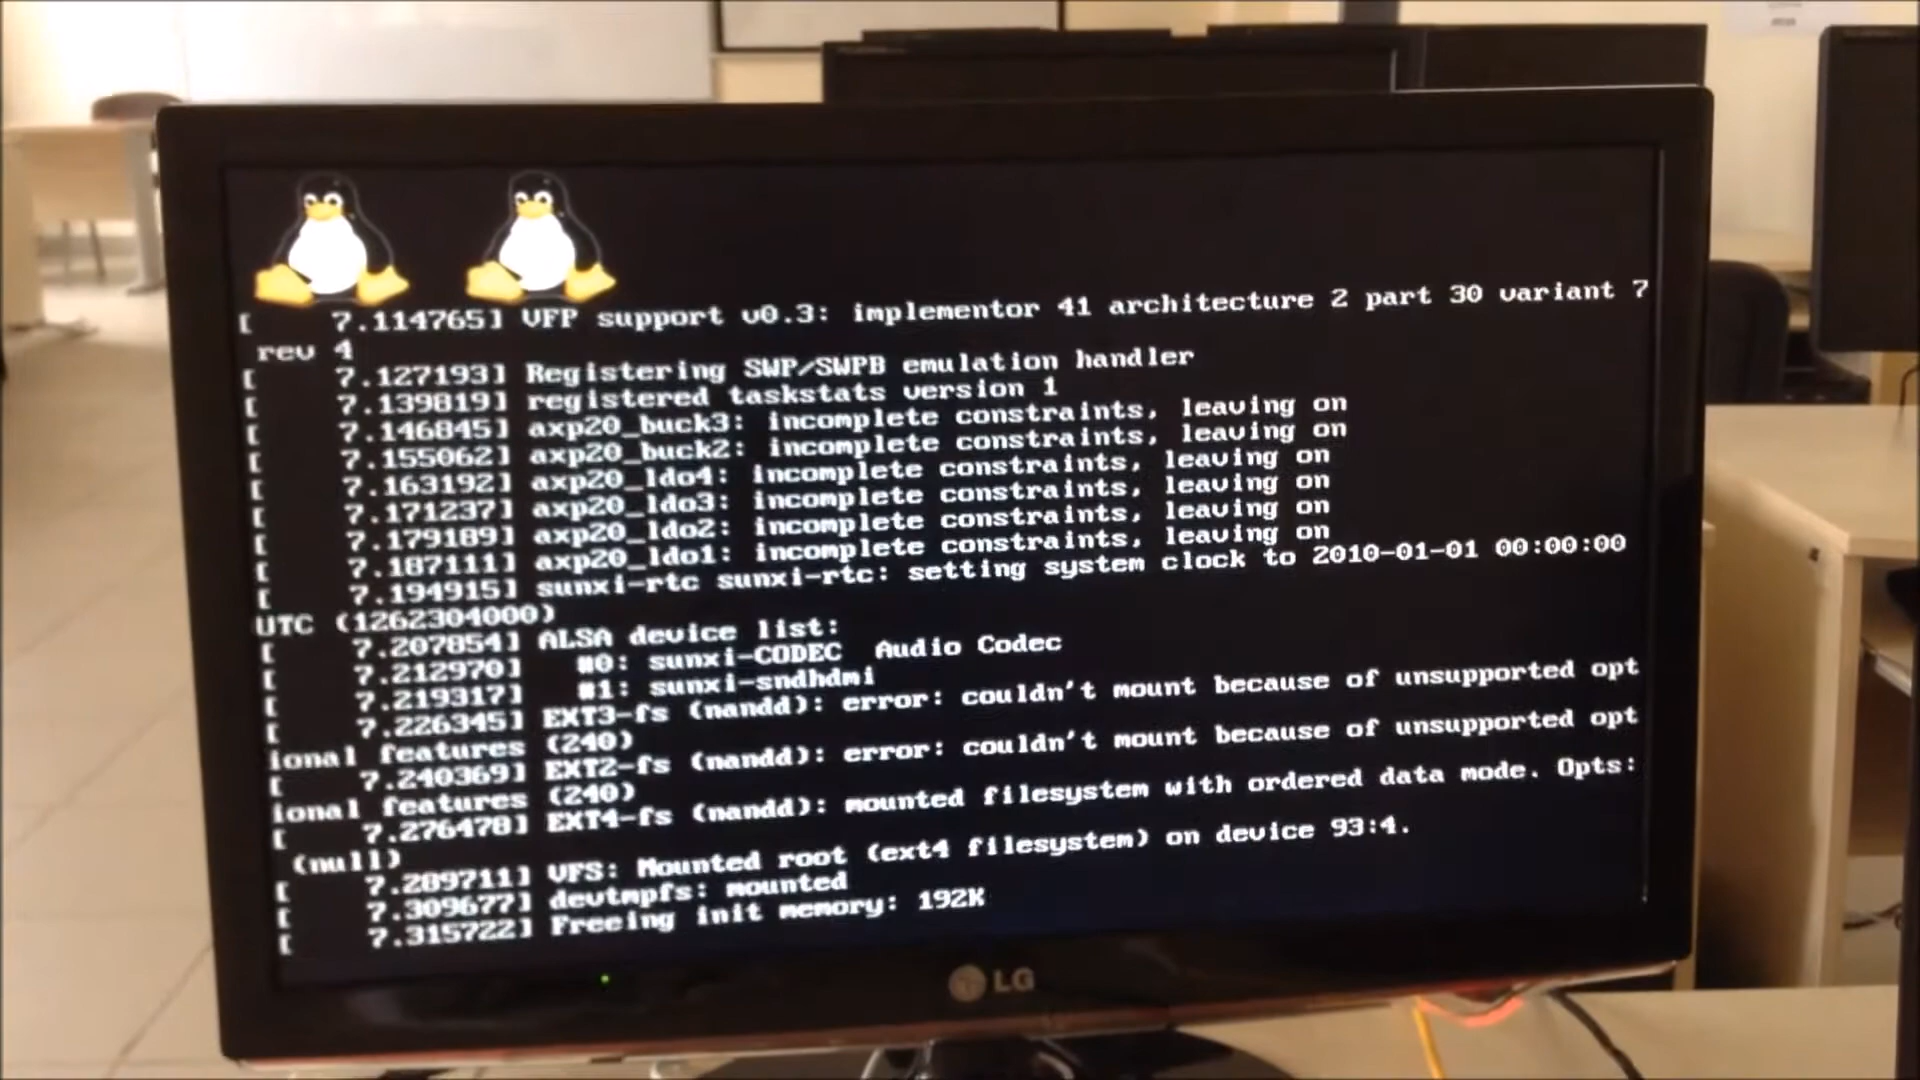 [    7.114765] VFP support v0.3: implementor 41 architecture 2 part 30 variant 7
rev 4
[    7.127193] Registering SWP/SWPB emulation handler
[    7.139819] registered taskstats version 1
[    7.146845] axp20_buck3: incomplete constraints, leaving on
[    7.155062] axp20_buck2: incomplete constraints, leaving on
[    7.163192] axp20_ldo4: incomplete constraints, leaving on
[    7.171237] axp20_ldo3: incomplete constraints, leaving on
[    7.179189] axp20_ldo2: incomplete constraints, leaving on
[    7.187111] axp20_ldo1: incomplete constraints, leaving on
[    7.194915] sunxi-rtc sunxi-rtc: setting system clock to 2010-01-01 00:00:00
UTC (1262304000)
[    7.207854] ALSA device list:
[    7.212970]   #0: sunxi-CODEC  Audio Codec
[    7.219317]   #1: sunxi-sndhdmi
[    7.226345] EXT3-fs (nandd): error: couldn't mount because of unsupported opt
ional features (240)
[    7.240369] EXT2-fs (nandd): error: couldn't mount because of unsupported opt
ional features (240)
[    7.276478] EXT4-fs (nandd): mounted filesystem with ordered data mode. Opts:
(null)
[    7.289711] VFS: Mounted root (ext4 filesystem) on device 93:4.
[    7.309677] devtmpfs: mounted
[    7.315722] Freeing init memory: 192K
LG